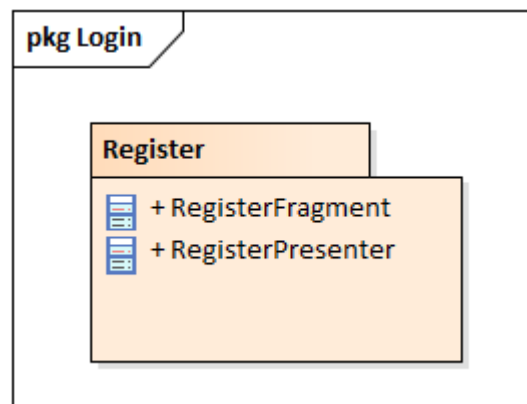 pkg Login
Register
+ RegisterFragment
+ RegisterPresenter